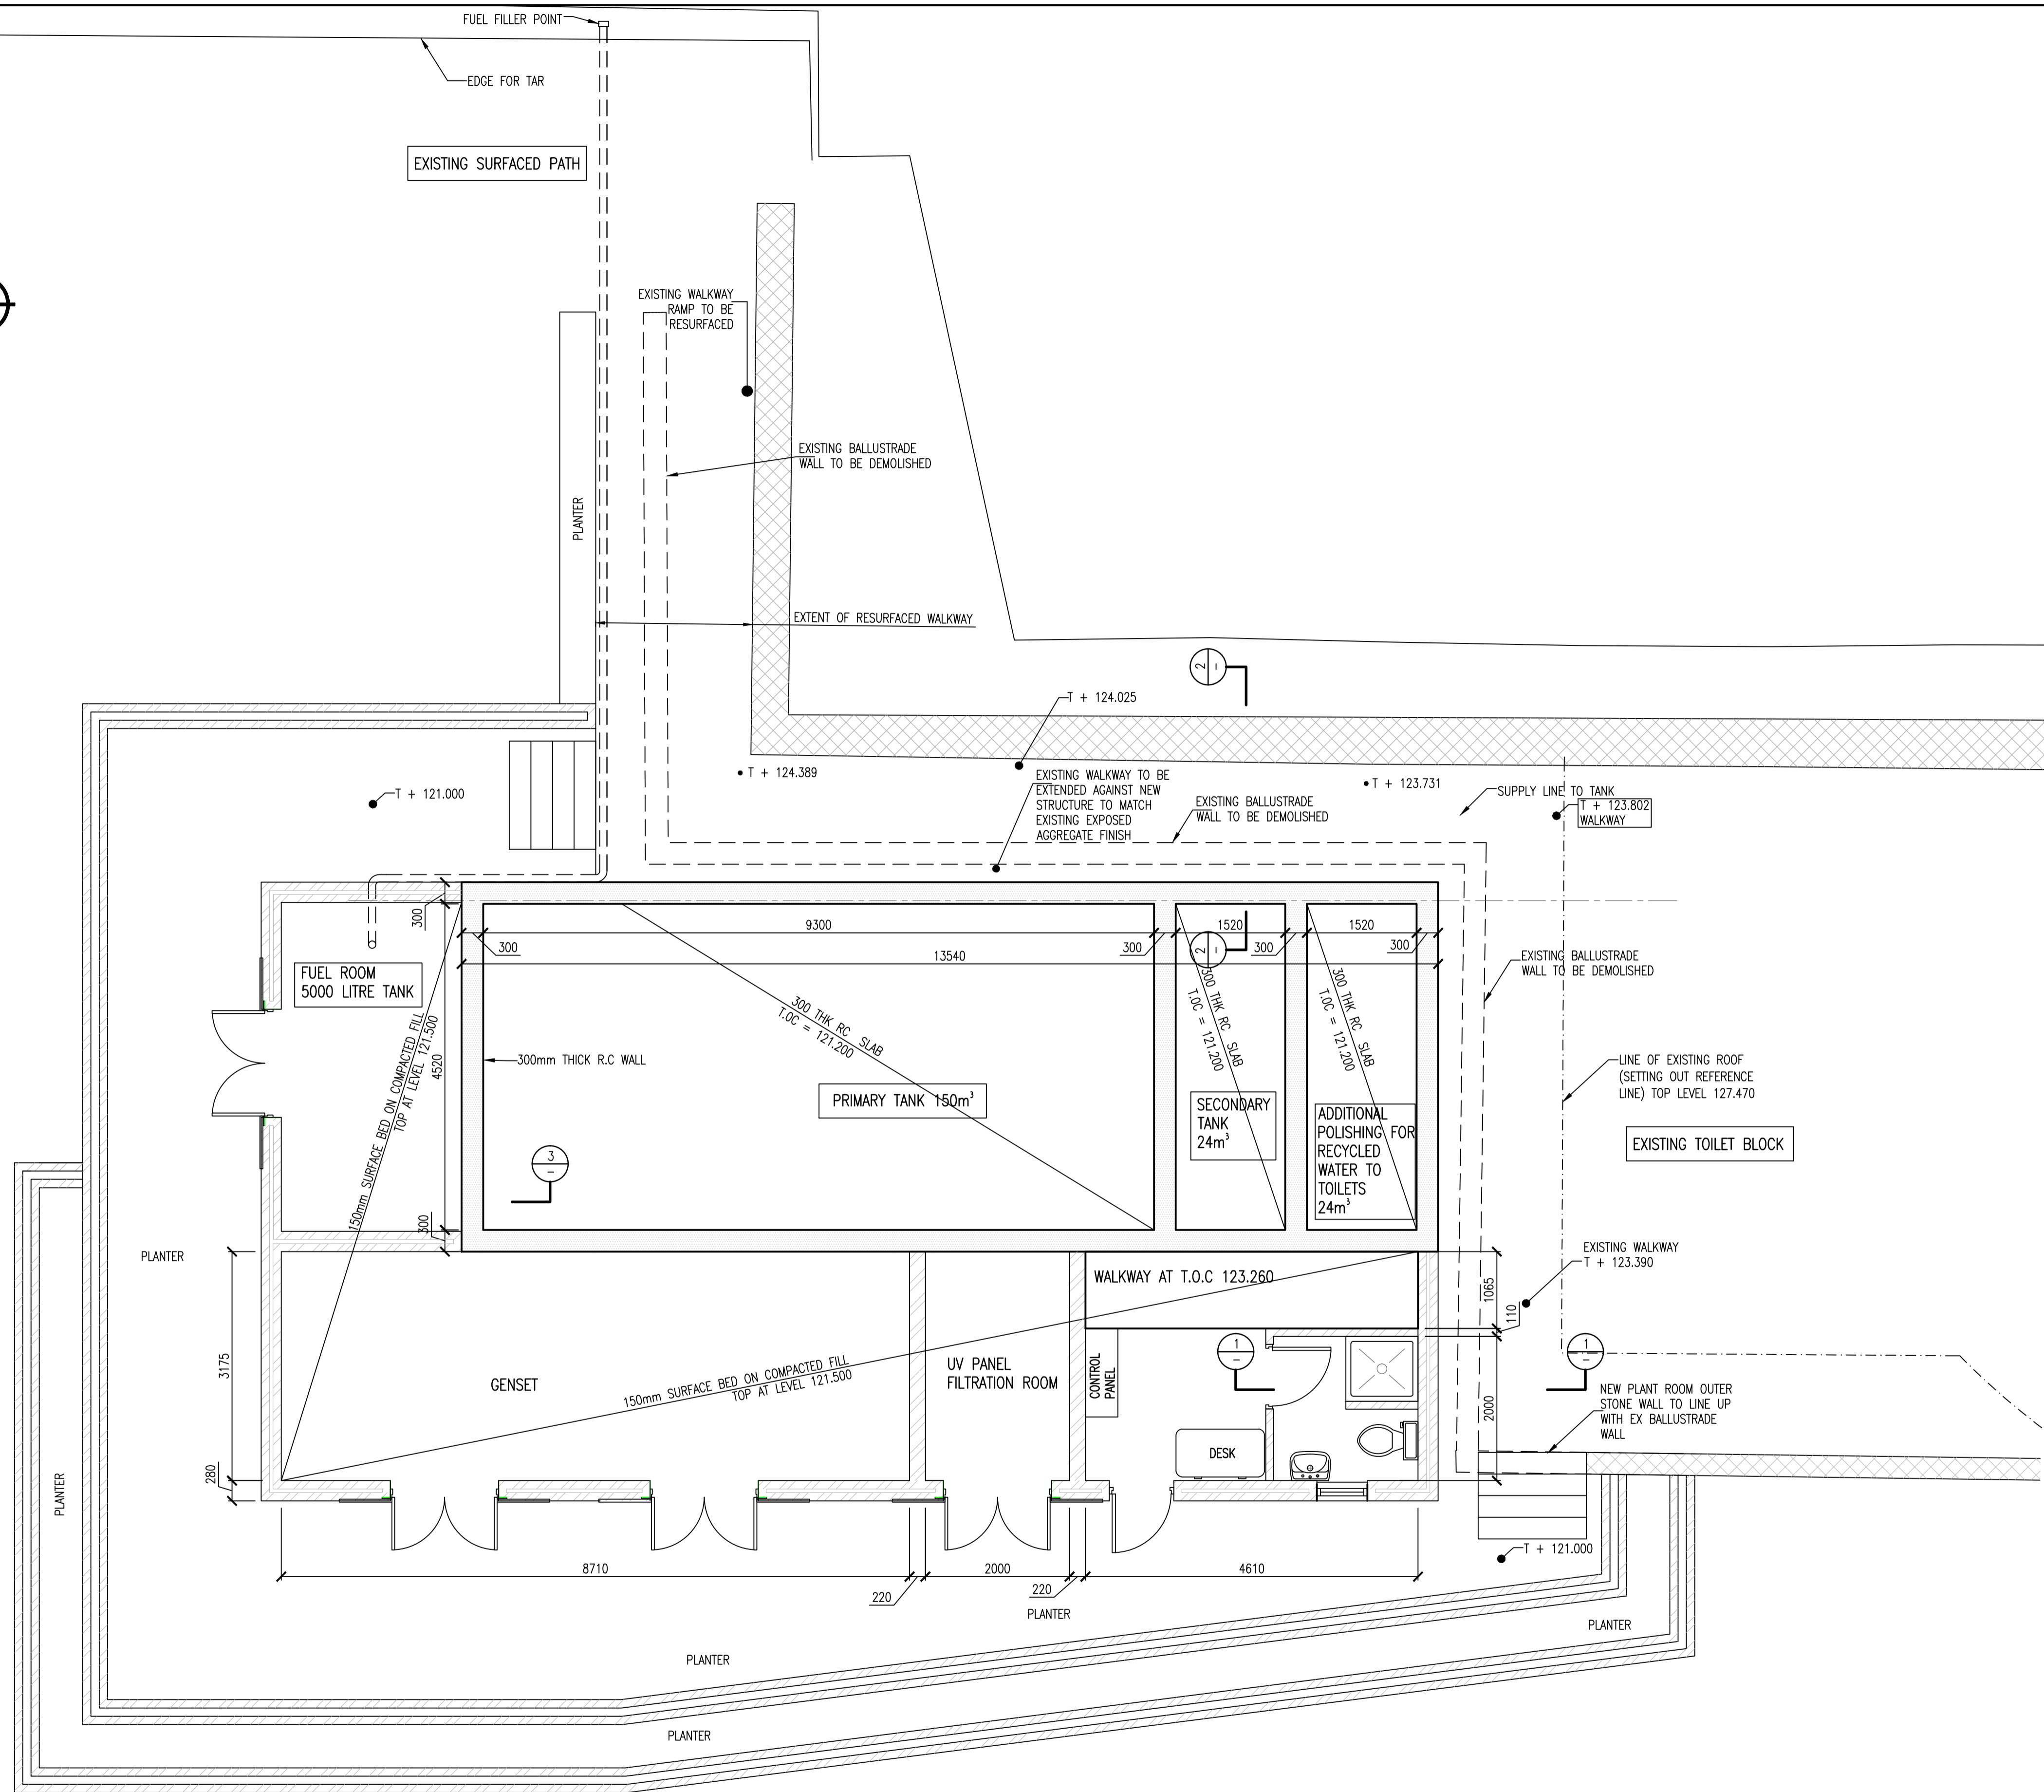 FUEL FILLER POINT
EDGE FOR TAR
EXISTING SURFACED PATH
EXISTING WALKWAY
RAMP TO BE
RESURFACED
EXISTING BALLUSTRADE
WALL TO BE DEMOLISHED
PLANTER
EXTENT OF RESURFACED WALKWAY
2
-
T + 124.025
T + 124.389
T + 121.000
EXISTING WALKWAY TO BE
EXTENDED AGAINST NEW
STRUCTURE TO MATCH
EXISTING EXPOSED
AGGREGATE FINISH
EXISTING BALLUSTRADE
WALL TO BE DEMOLISHED
T + 123.731
SUPPLY LINE TO TANK
T + 123.802
WALKWAY
300
9300
1520
1520
300
300
300
300
13540
2
-
FUEL ROOM
5000 LITRE TANK
EXISTING BALLUSTRADE
WALL TO BE DEMOLISHED
150mm SURFACE BED ON COMPACTED FILL
TOP AT LEVEL 121.500
4520
300 THK RC SLAB
T.OC = 121.200
300 THK RC SLAB
T.OC = 121.200
300 THK RC SLAB
T.OC = 121.200
300mm THICK R.C WALL
PRIMARY TANK 150m³
SECONDARY
TANK
24m³
ADDITIONAL
POLISHING FOR
RECYCLED
WATER TO
TOILETS
24m³
LINE OF EXISTING ROOF
(SETTING OUT REFERENCE
LINE) TOP LEVEL 127.470
EXISTING TOILET BLOCK
3
-
300
PLANTER
EXISTING WALKWAY
T + 123.390
WALKWAY AT T.O.C 123.260
1065
110
3175
GENSET
150mm SURFACE BED ON COMPACTED FILL
TOP AT LEVEL 121.500
UV PANEL
FILTRATION ROOM
CONTROL
PANEL
1
-
1
-
2000
NEW PLANT ROOM OUTER
STONE WALL TO LINE UP
WITH EX BALLUSTRADE
WALL
DESK
280
PLANTER
T + 121.000
8710
220
2000
220
4610
PLANTER
PLANTER
PLANTER
PLANTER